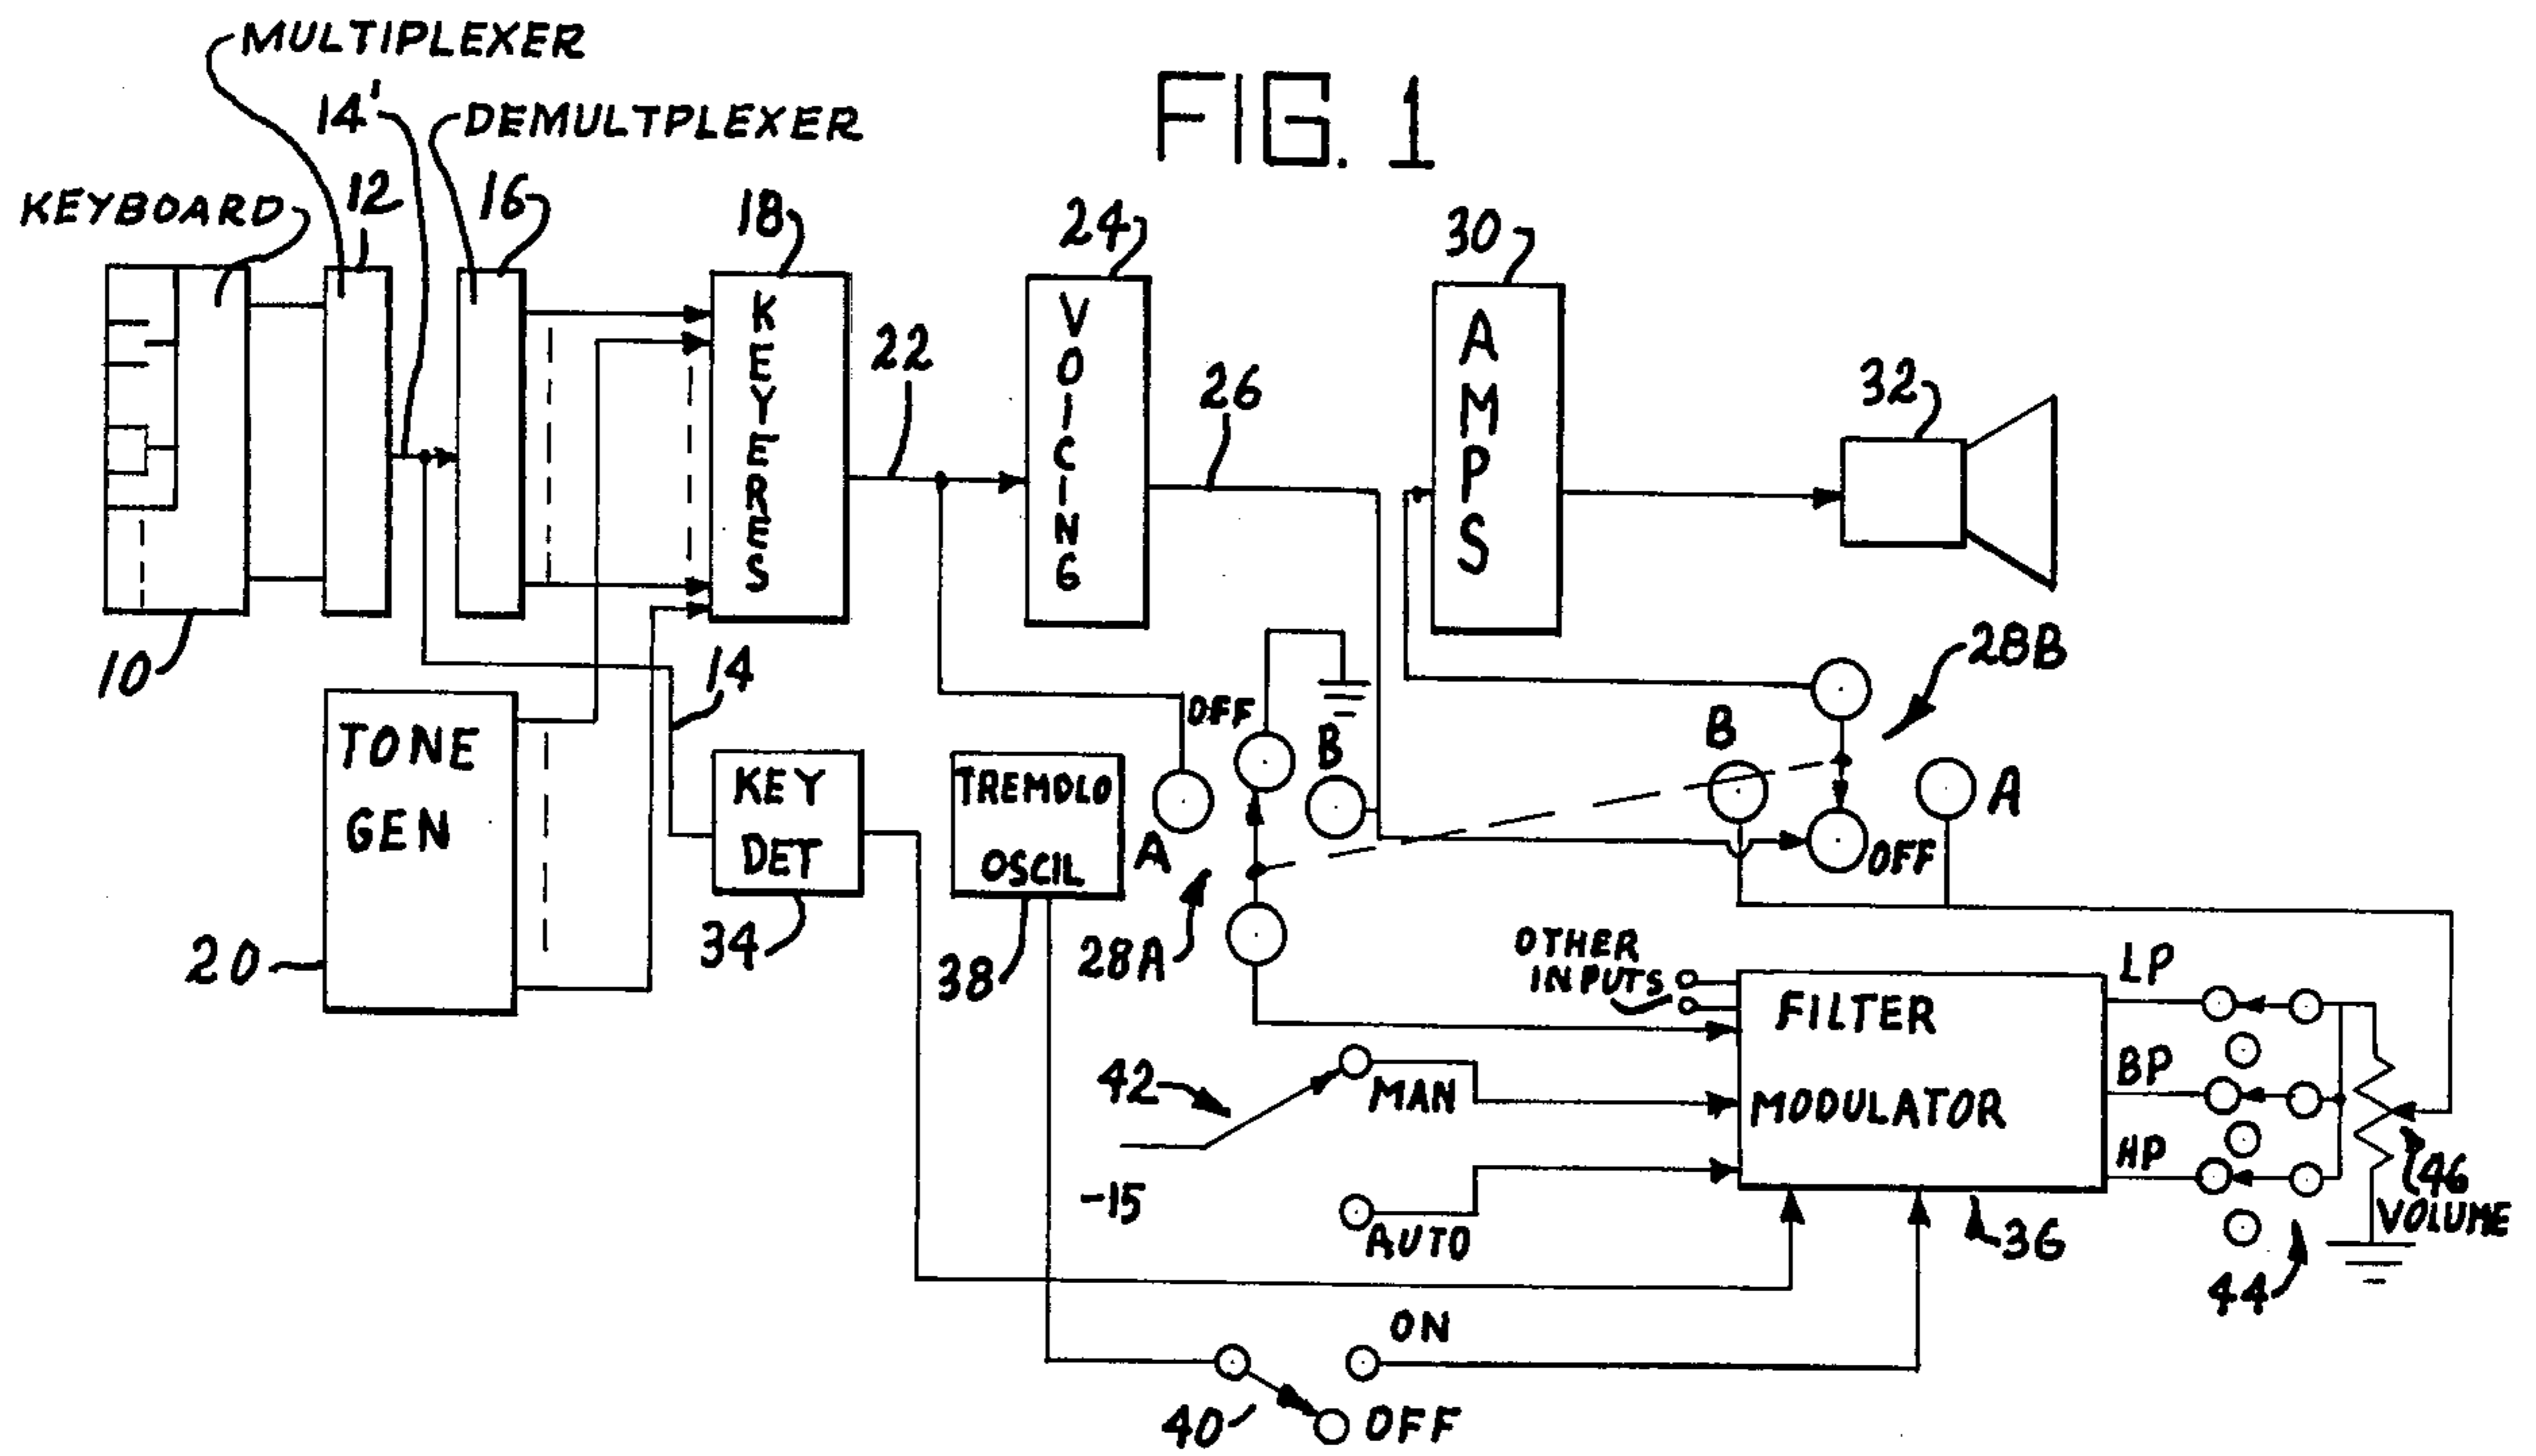 FIG. 1
MULTIPLEXER
14'
DEMULTPLEXER
KEYBOARD
12
16
18
24
30
KEYERES
VOICING
AMPS
22
26
32
10
14
28B
TONE
GEN
20
KEY
DET
34
TREMOLO
OSCIL
38
OFF
A
B
28A
B
A
OFF
OTHER
INPUTS
FILTER
MODULATOR
36
LP
BP
HP
46
VOLUME
44
42
MAN
-15
AUTO
ON
40
OFF